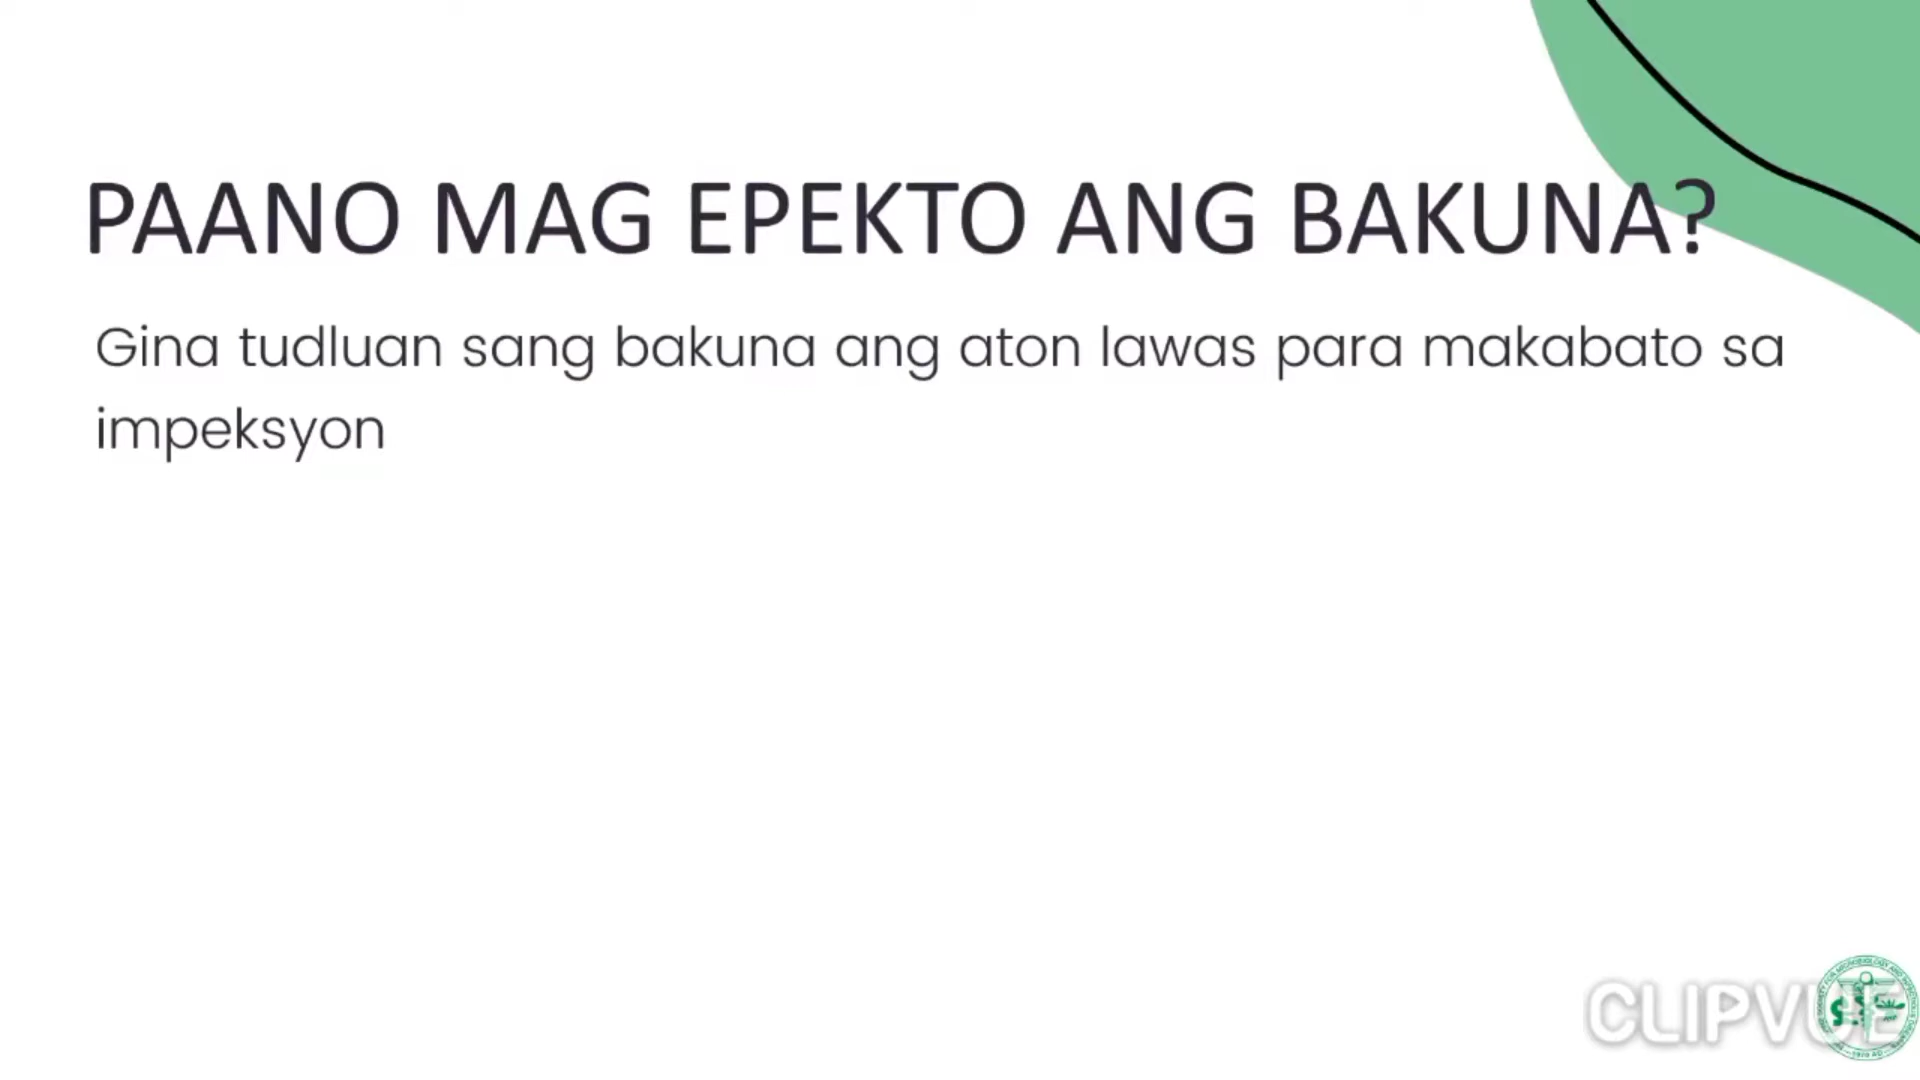 PAANO MAG EPEKTO ANG BAKUNA?
Gina tudluan sang bakuna ang aton lawas para makabato sa
impeksyon
CLIPVUE